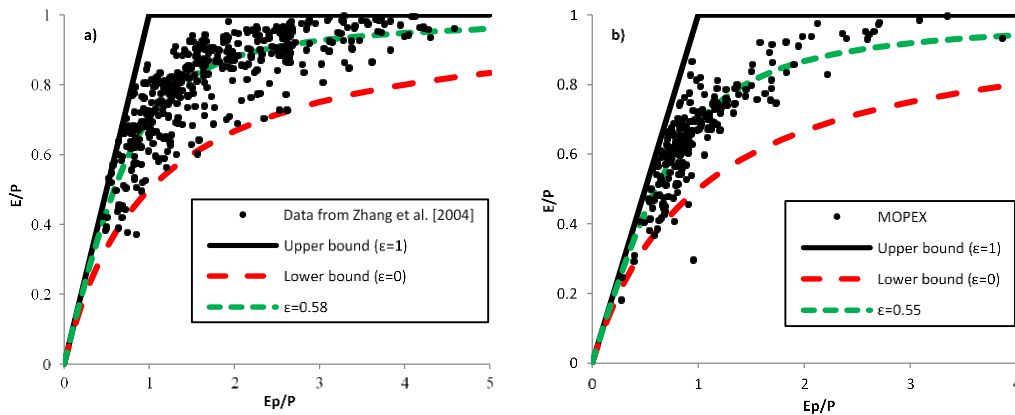 a)
E/P
1
0.8
0.6
0.4
0.2
0
0 1 2 3 4 5
Ep/P
Data from Zhang et al. [2004]
Upper bound (ε=1)
Lower bound (ε=0)
ε=0.58
b)
E/P
1
0.8
0.6
0.4
0.2
0
0 1 2 3 4
Ep/P
MOPEX
Upper bound (ε=1)
Lower bound (ε=0)
ε=0.55